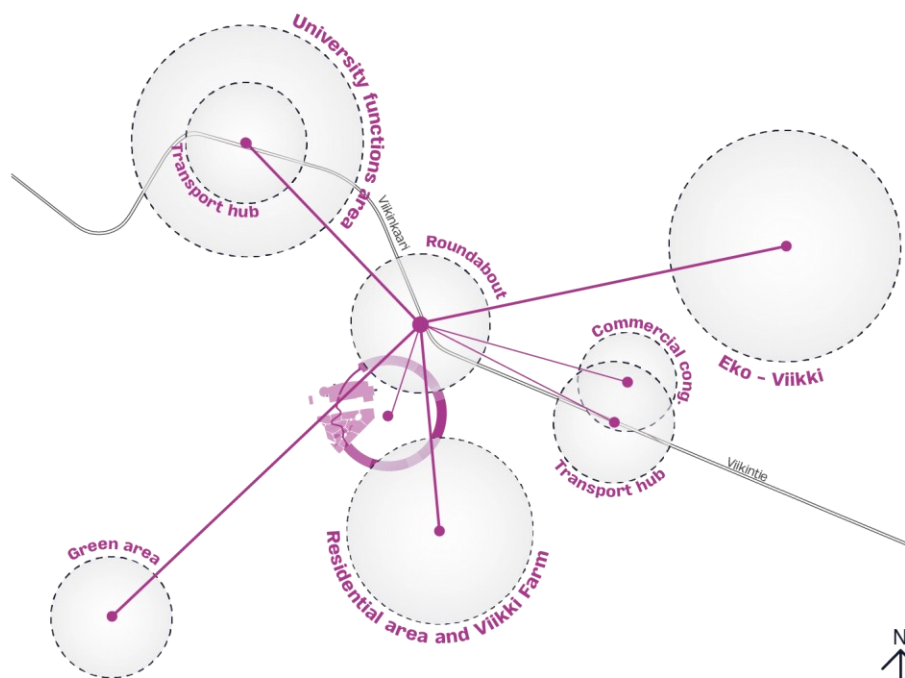 University functions area
Transport hub
Viikinkaari
Roundabout
Commercial cong.
Eko - Viikki
Transport hub
Viikintie
Green area
Residential area and Viikki Farm
N